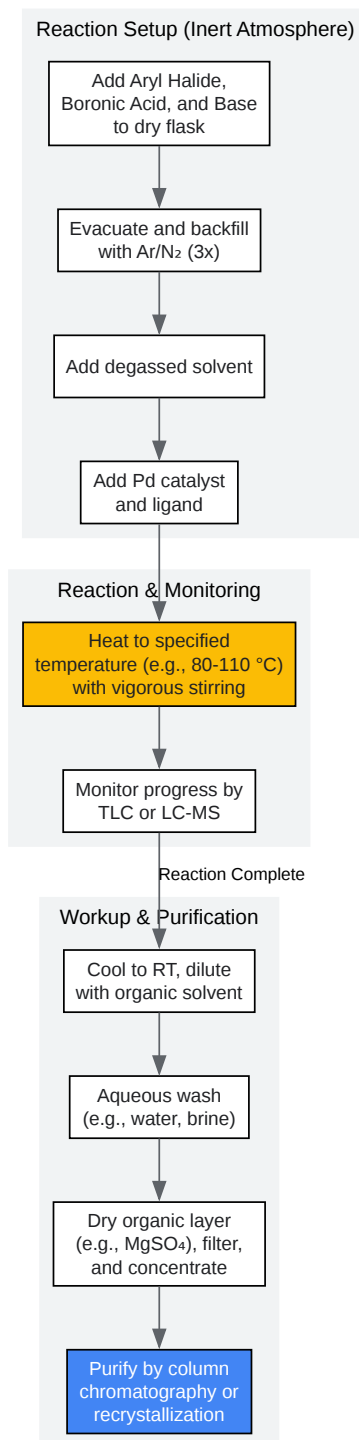 Reaction Setup (Inert Atmosphere)
Add Aryl Halide,
Boronic Acid, and Base
to dry flask
Evacuate and backfill
with Ar/N₂ (3x)
Add degassed solvent
Add Pd catalyst
and ligand
Reaction & Monitoring
Heat to specified
temperature (e.g., 80-110 °C)
with vigorous stirring
Monitor progress by
TLC or LC-MS
Reaction Complete
Workup & Purification
Cool to RT, dilute
with organic solvent
Aqueous wash
(e.g., water, brine)
Dry organic layer
(e.g., MgSO₄), filter,
and concentrate
Purify by column
chromatography or
recrystallization